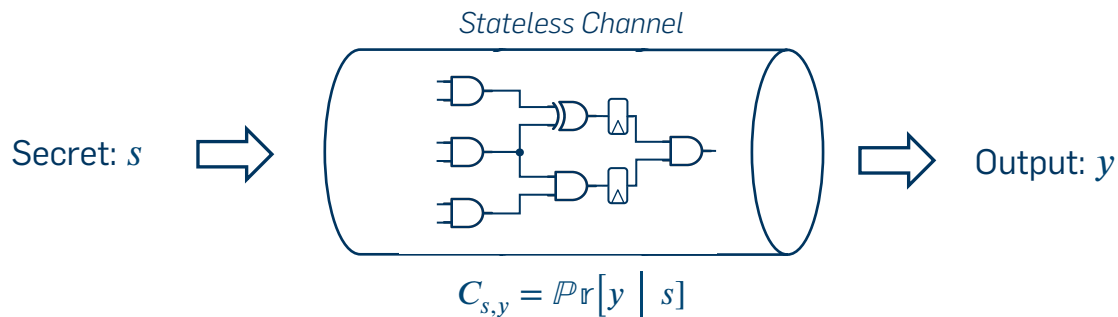 Stateless Channel
Secret: s
Output: y
C_{s,y} = ℙ𝕣[y | s]